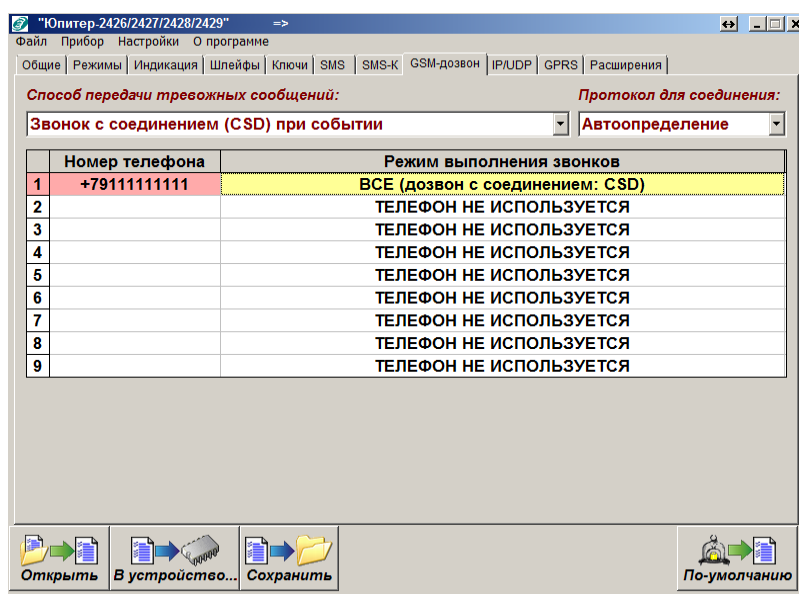 "Юпитер-2426/2427/2428/2429" =>
Файл Прибор Настройки О программе
Общие Режимы Индикация Шлейфы Ключи SMS SMS-К GSM-дозвон IP/UDP GPRS Расширения
Способ передачи тревожных сообщений: Протокол для соединения:
Звонок с соединением (CSD) при событии Автоопределение
Номер телефона Режим выполнения звонков
1 +79111111111 ВСЕ (дозвон с соединением: CSD)
2 ТЕЛЕФОН НЕ ИСПОЛЬЗУЕТСЯ
3 ТЕЛЕФОН НЕ ИСПОЛЬЗУЕТСЯ
4 ТЕЛЕФОН НЕ ИСПОЛЬЗУЕТСЯ
5 ТЕЛЕФОН НЕ ИСПОЛЬЗУЕТСЯ
6 ТЕЛЕФОН НЕ ИСПОЛЬЗУЕТСЯ
7 ТЕЛЕФОН НЕ ИСПОЛЬЗУЕТСЯ
8 ТЕЛЕФОН НЕ ИСПОЛЬЗУЕТСЯ
9 ТЕЛЕФОН НЕ ИСПОЛЬЗУЕТСЯ
Открыть В устройство... Сохранить По-умолчанию